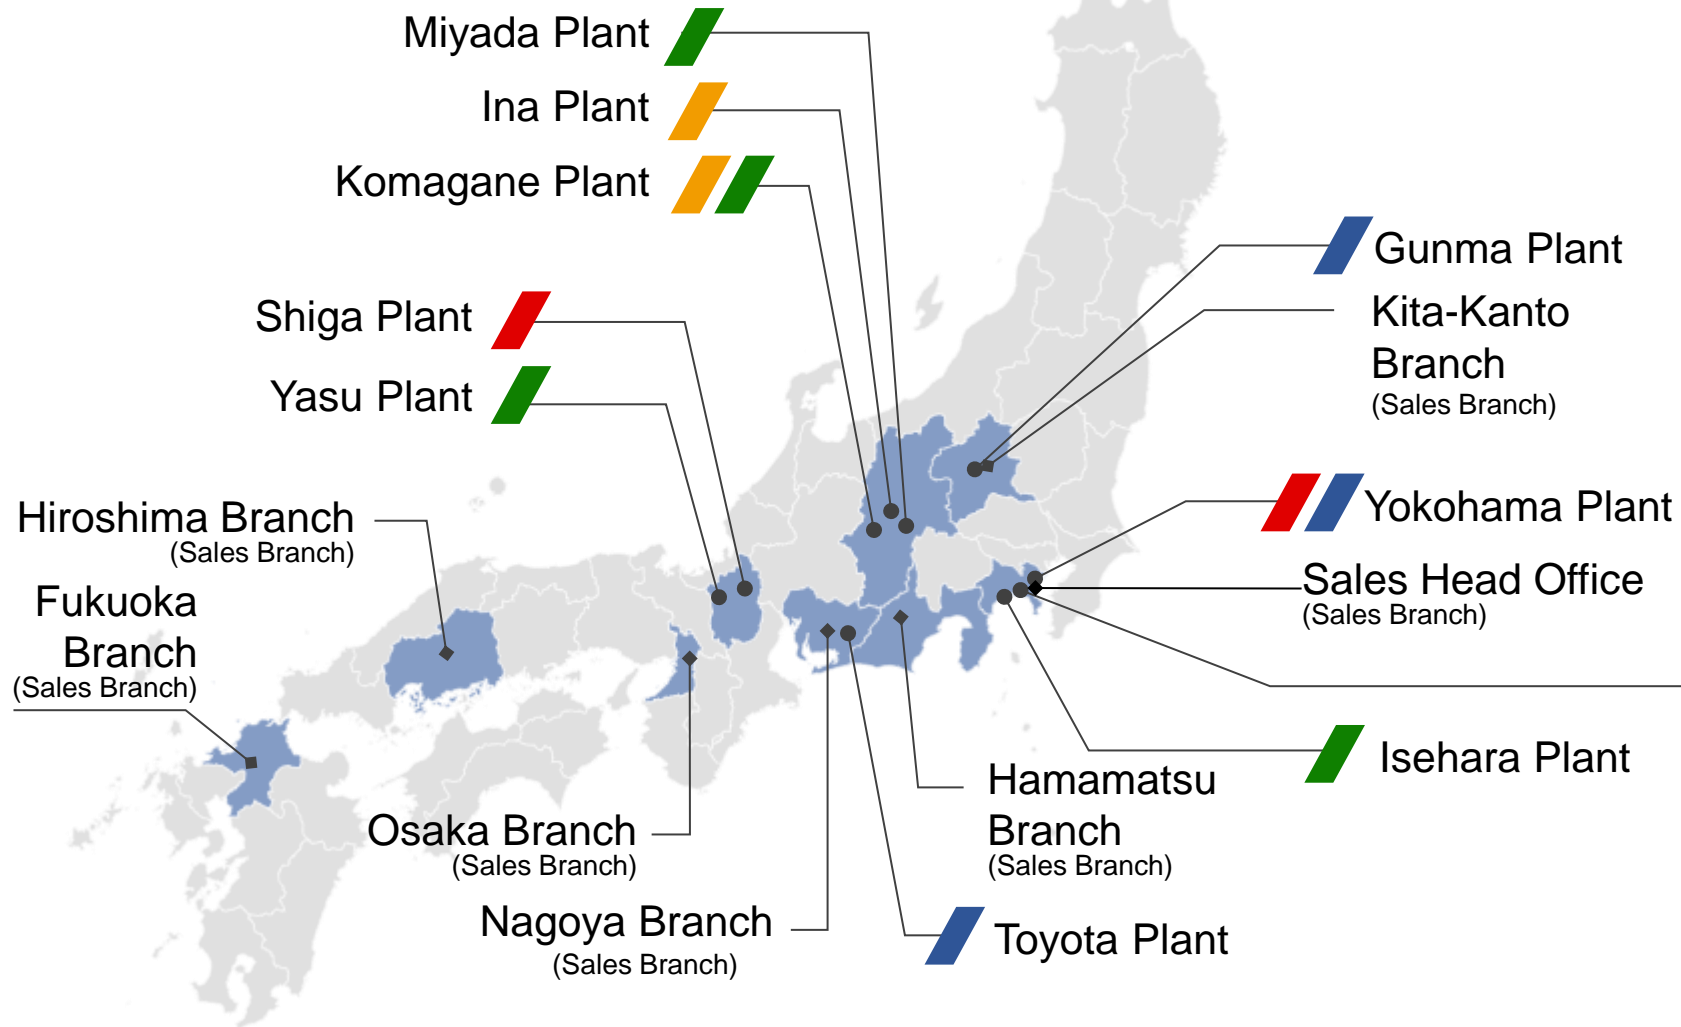 Miyada Plant
Ina Plant
Komagane Plant
Shiga Plant
Yasu Plant
Hiroshima Branch
(Sales Branch)
Fukuoka
Branch
(Sales Branch)
Osaka Branch
(Sales Branch)
Nagoya Branch
(Sales Branch)
Gunma Plant
Kita-Kanto
Branch
(Sales Branch)
Yokohama Plant
Sales Head Office
(Sales Branch)
Isehara Plant
Hamamatsu
Branch
(Sales Branch)
Toyota Plant